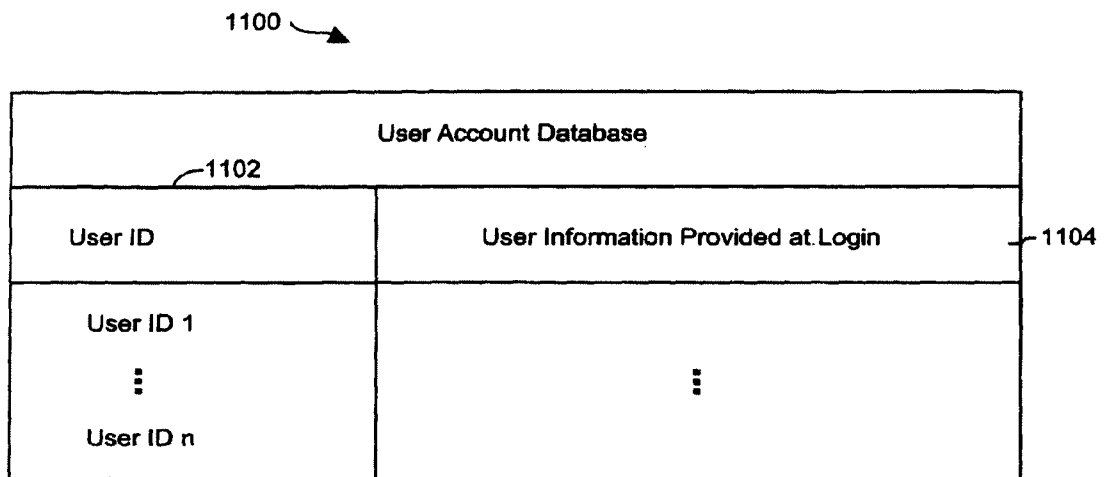 1100
User Account Database
1102
User ID
User Information Provided at Login
1104
User ID 1
User ID n